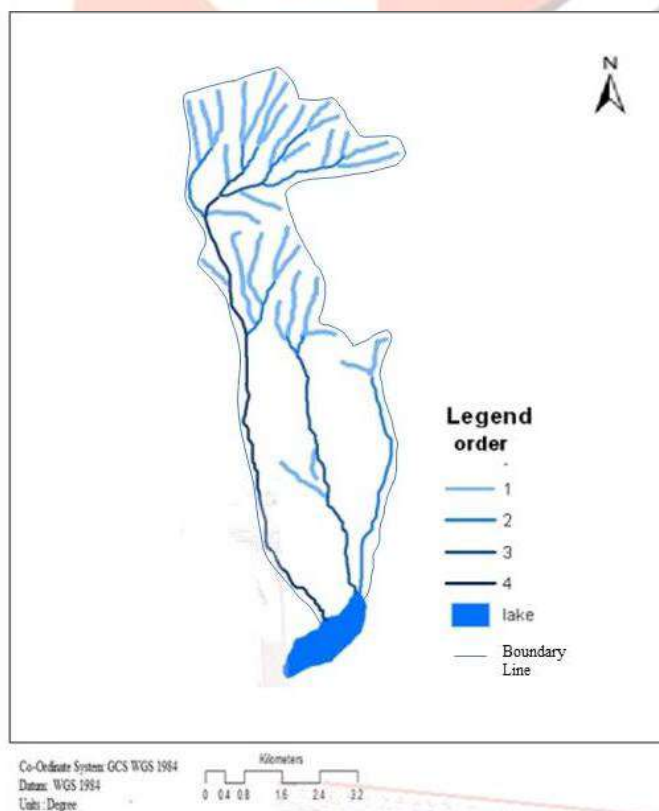 N
Legend
order
1
2
3
4
lake
Boundary
Line
Co-Ordinate System: GCS WGS 1984
Datum: WGS 1984
Units : Degree
Kilometers
0 0.4 0.8 1.6 2.4 3.2